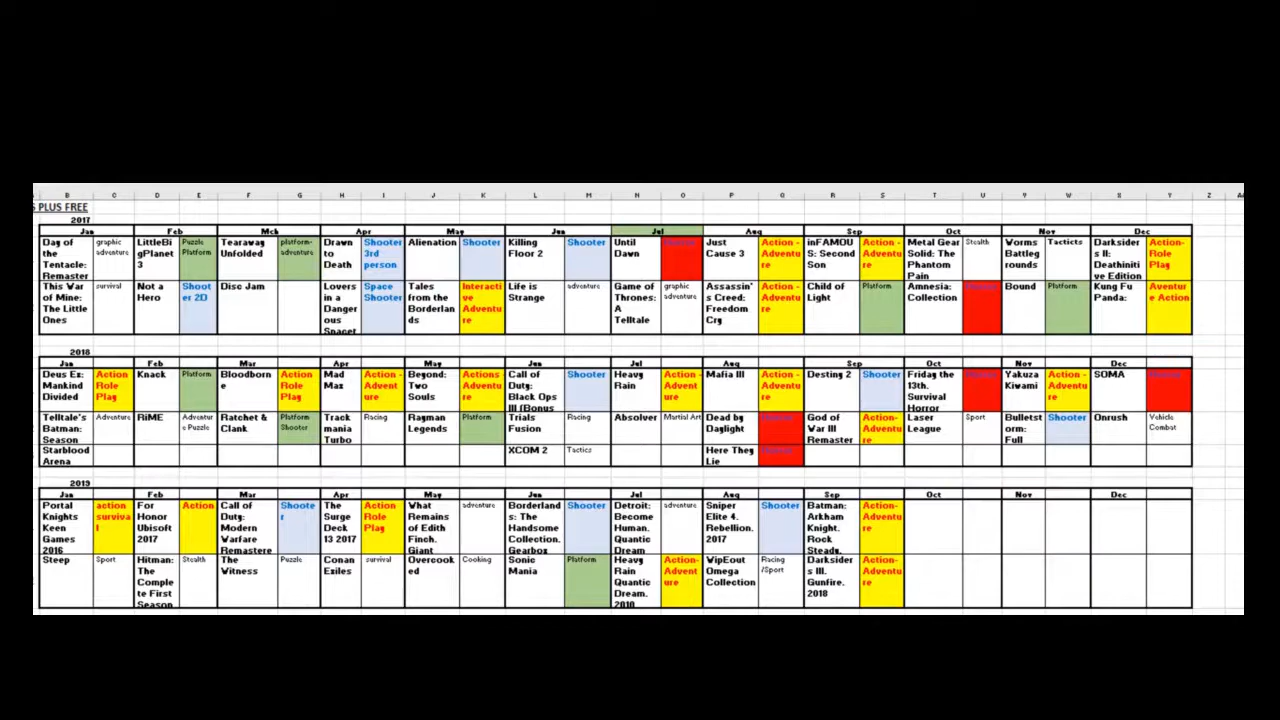 B C D E F G H I J K L M N O P Q R S T U V W X Y Z
S PLUS FREE
2017
Jan Feb Mch Apr May Jun Jul Aug Sep Oct Nov Dec
Day of the Tentacle: Remaster graphic adventure LittleBigPlanet 3 Puzzle Platform Tearaway Unfolded platform-adventure Drawn to Death Shooter 3rd person Alienation Shooter Killing Floor 2 Shooter Until Dawn Just Cause 3 Action - Adventure inFAMOUS: Second Son Action - Adventure Metal Gear Solid: The Phantom Pain Stealth Worms Battlegrounds Tacticts Darksiders II: Deathinitive Edition Action-Role Play
This War of Mine: The Little Ones survival Not a Hero Shooter 2D Disc Jam Lovers in a Dangerous Spacet Space Shooter Tales from the Borderlands Interactive Adventure Life is Strange adventure Game of Thrones: A Telltale graphic adventure Assassin's Creed: Freedom Cry Action - Adventure Child of Light Platform Amnesia: Collection Bound Platform Kung Fu Panda: Aventure Action
2018
Jan Feb Mar Apr May Jun Jul Aug Sep Oct Nov Dec
Deus Ex: Mankind Divided Action Role Play Knack Platform Bloodborne Action Role Play Mad Max Action - Adventure Beyond: Two Souls Actions Adventure Call of Duty: Black Ops III (Bonus Shooter Heavy Rain Action - Adventure Mafia III Action - Adventure Destiny 2 Shooter Friday the 13th. Survival Horror Yakuza Kiwami Action - Adventure SOMA
Telltale's Batman: Season Adventure RiME Adventure Puzzle Ratchet & Clank Platform Shooter Trackmania Turbo Racing Rayman Legends Platform Trials Fusion Racing Absolver Martial Art Dead by Daylight God of War III Remaster Action-Adventure Laser League Sport Bulletstorm: Full Shooter Onrush Vehicle Combat
Starblood Arena XCOM 2 Tactics Here They Lie
2019
Jan Feb Mar Apr May Jun Jul Aug Sep Oct Nov Dec
Portal Knights Keen Games 2016 action survival For Honor Ubisoft 2017 Action Call of Duty: Modern Warfare Remastere Shooter The Surge Deck 13 2017 Action Role Play What Remains of Edith Finch. Giant adventure Borderlands: The Handsome Collection. Gearbox Shooter Detroit: Become Human. Quantic Dream Action-Adventure Sniper Elite 4. Rebellion. 2017 Shooter Batman: Arkham Knight. Rock Steady. Action-Adventure
Steep Sport Hitman: The Complete First Season Stealth The Witness Puzzle Conan Exiles survival Overcooked Cooking Sonic Mania Platform Heavy Rain Quantic Dream. 2010 Action-Adventure WipEout Omega Collection Racing /Sport Darksiders III. Gunfire. 2018 Action-Adventure